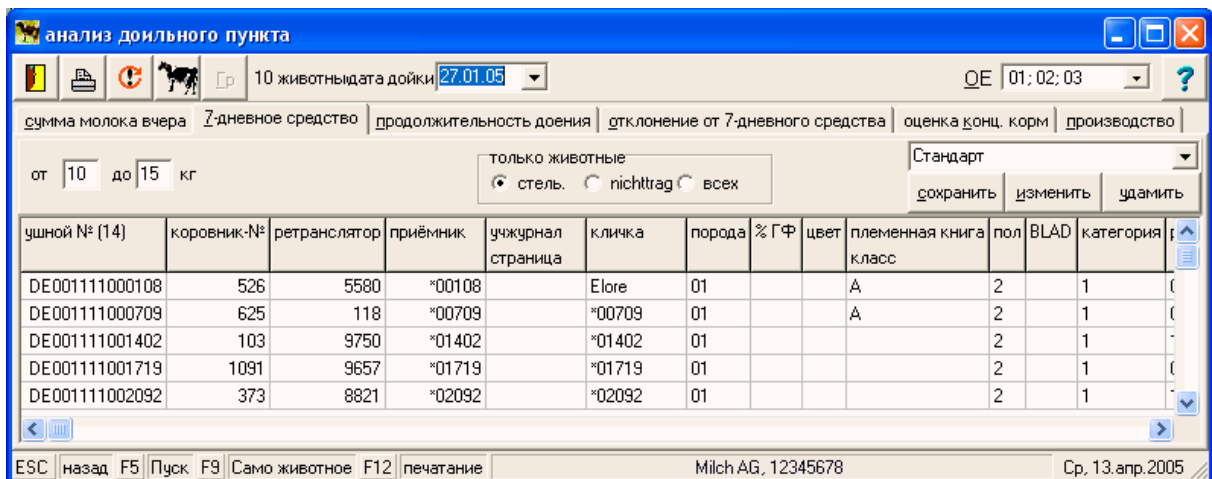 анализ доильного пункта
Гр 10 животныдата дойки 27.01.05 ОЕ 01; 02; 03 ?
сумма молока вчера 7-дневное средство продолжительность доения отклонение от 7-дневного средства оценка конц. корм производство
от 10 до 15 кг
только животные
стель. nichttrag всех
Стандарт
сохранить изменить удамить
ушной № (14) коровник-№ ретранслятор приёмник учжурнал страница кличка порода % ГФ цвет племенная книга класс пол BLAD категория
DE001111000108 526 5580 *00108 Elore 01 A 2 1
DE001111000709 625 118 *00709 *00709 01 A 2 1
DE001111001402 103 9750 *01402 *01402 01 2 1
DE001111001719 1091 9657 *01719 *01719 01 2 1
DE001111002092 373 8821 *02092 *02092 01 2 1
ESC назад F5 Пуск F9 Само животное F12 печатание Milch AG, 12345678 Ср, 13.апр.2005